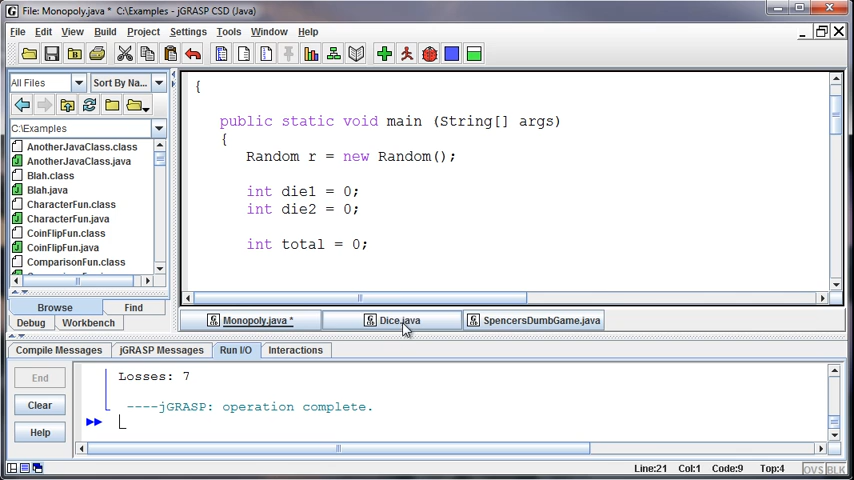 File: Monopoly.java *  C:\Examples - jGRASP CSD (Java)
File Edit View Build Project Settings Tools Window Help
All Files Sort By Na...
C:\Examples
AnotherJavaClass.class
AnotherJavaClass.java
Blah.class
Blah.java
CharacterFun.class
CharacterFun.java
CoinFlipFun.class
CoinFlipFun.java
ComparisonFun.class
Browse Find
Debug Workbench
{
public static void main (String[] args)
{
Random r = new Random();
int die1 = 0;
int die2 = 0;
int total = 0;
Monopoly.java * Dice.java SpencersDumbGame.java
Compile Messages jGRASP Messages Run I/O Interactions
End
Clear
Help
Losses: 7
----jGRASP: operation complete.
Line:21 Col:1 Code:9 Top:4 OVS BLK